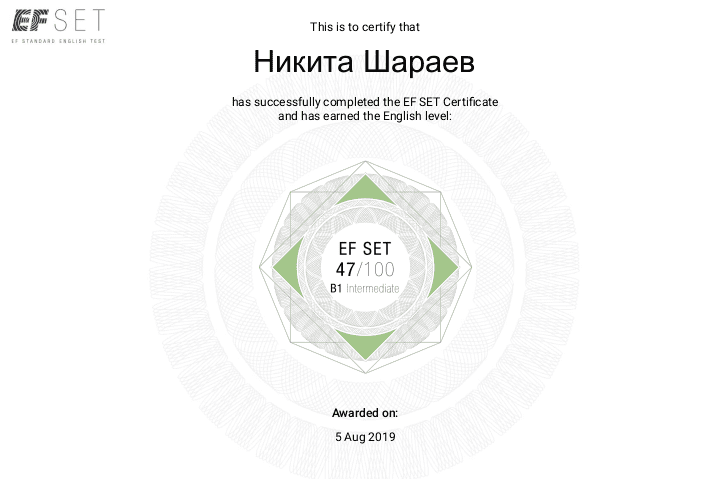 EF SET
EF STANDARD ENGLISH TEST
This is to certify that
Никита Шараев
has successfully completed the EF SET Certificate
and has earned the English level:
EF SET
47/100
B1 Intermediate
Awarded on:
5 Aug 2019